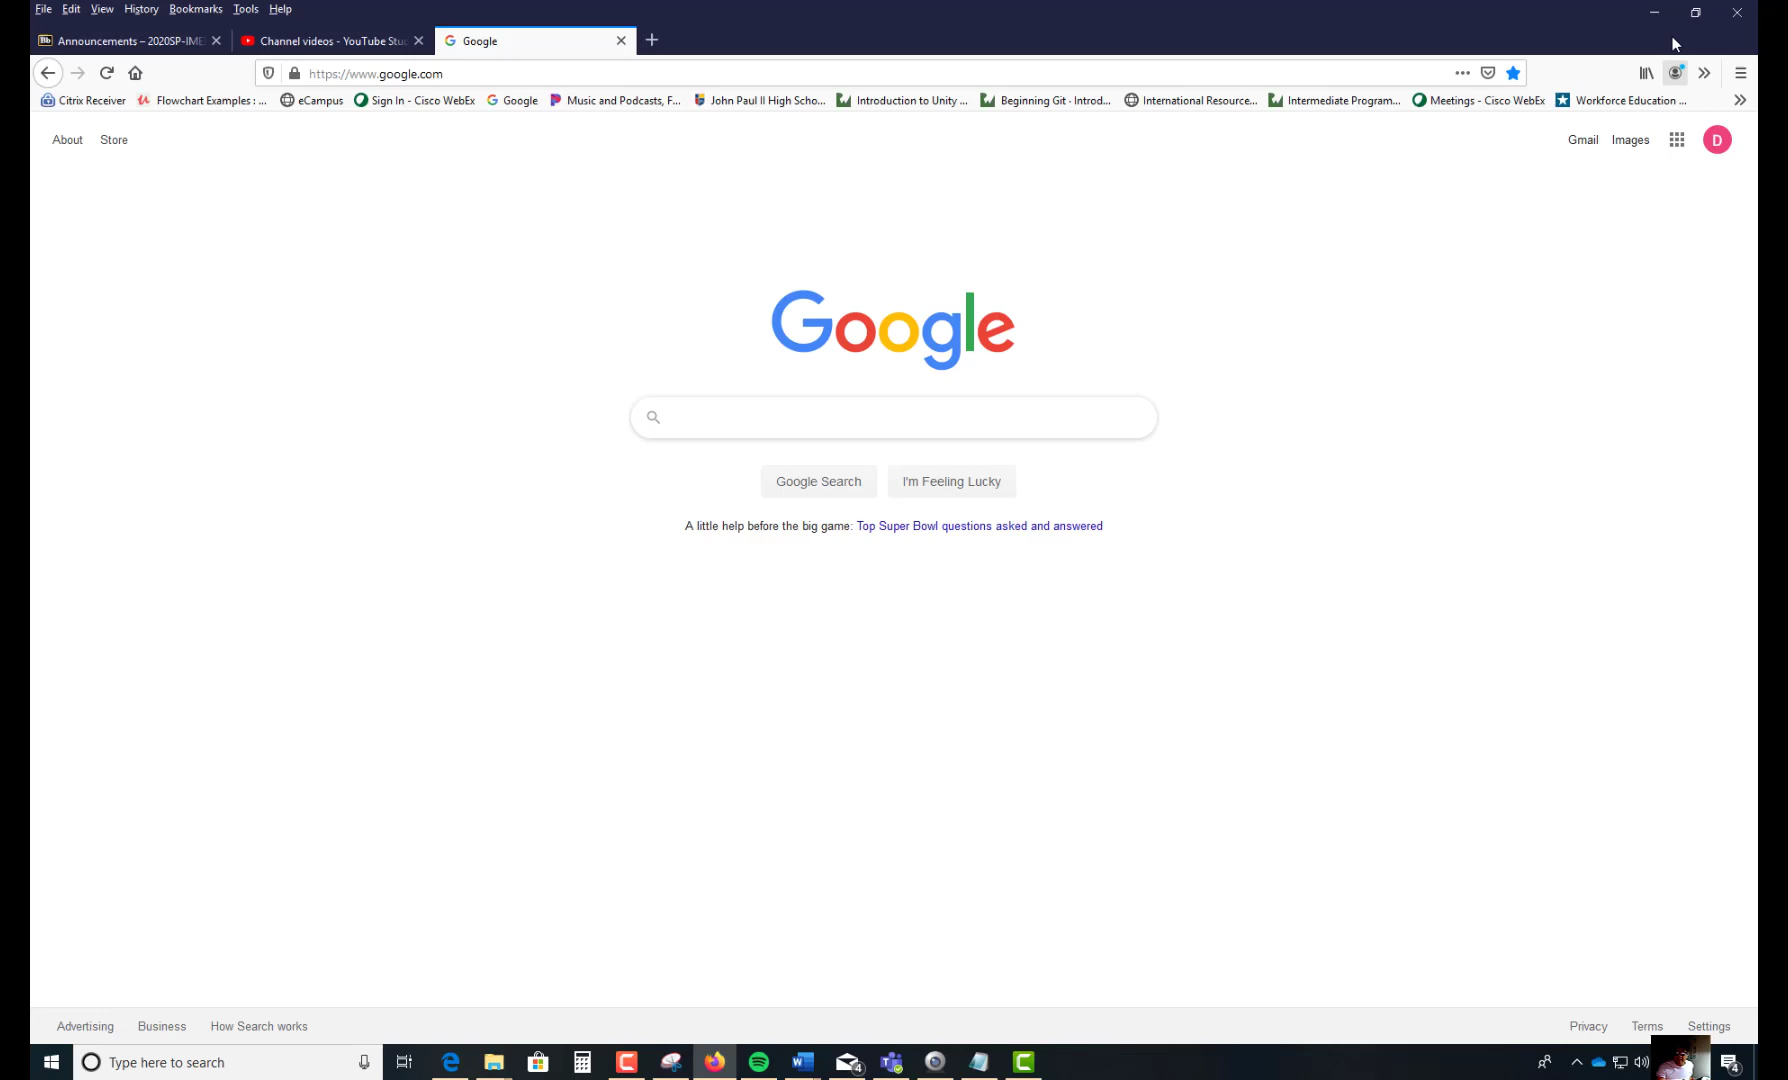 File Edit View History Bookmarks Tools Help
Announcements – 2020SP-IME
Channel videos - YouTube Stu
Google
https://www.google.com
Citrix Receiver
Flowchart Examples : ...
eCampus
Sign In - Cisco WebEx
Google
Music and Podcasts, F...
John Paul II High Scho...
Introduction to Unity ...
Beginning Git - Introd...
International Resource...
Intermediate Program...
Meetings - Cisco WebEx
Workforce Education ...
About Store
Gmail Images D
Google
Google Search I'm Feeling Lucky
A little help before the big game: Top Super Bowl questions asked and answered
Advertising Business How Search works
Privacy Terms Settings
Type here to search
4
4